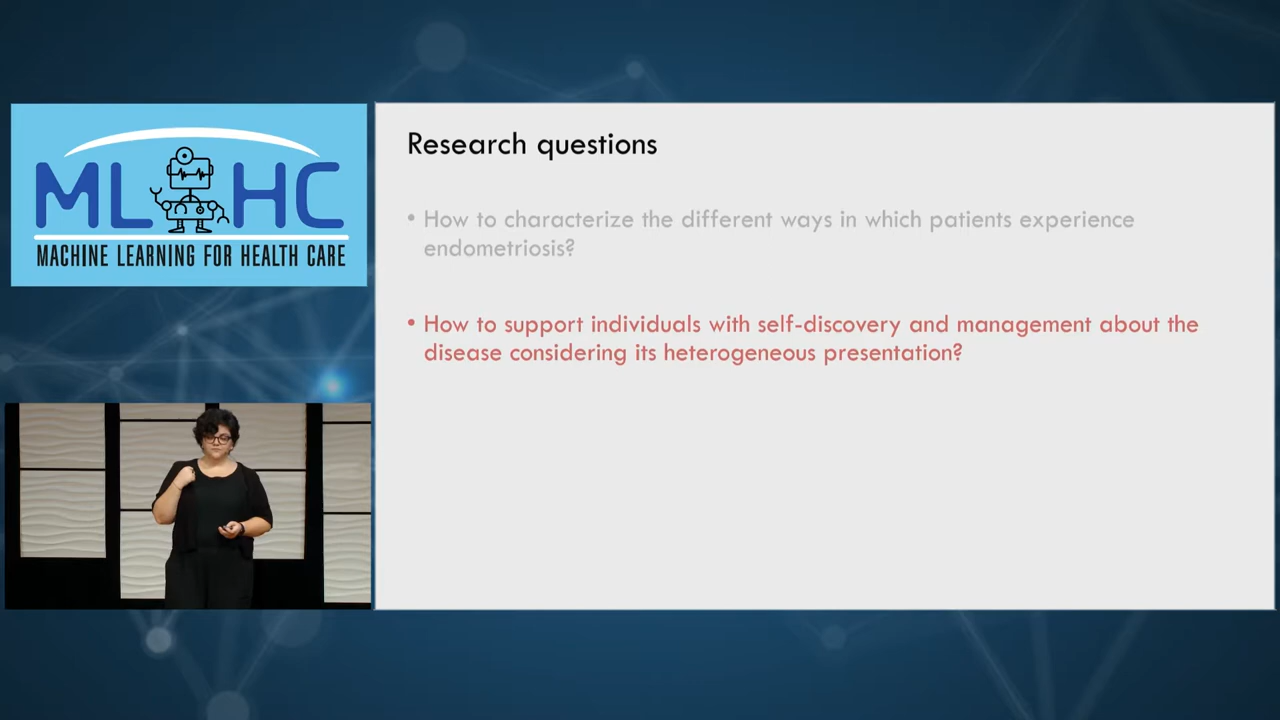 ML HC
MACHINE LEARNING FOR HEALTH CARE
Research questions
• How to characterize the different ways in which patients experience
endometriosis?
• How to support individuals with self-discovery and management about the
disease considering its heterogeneous presentation?